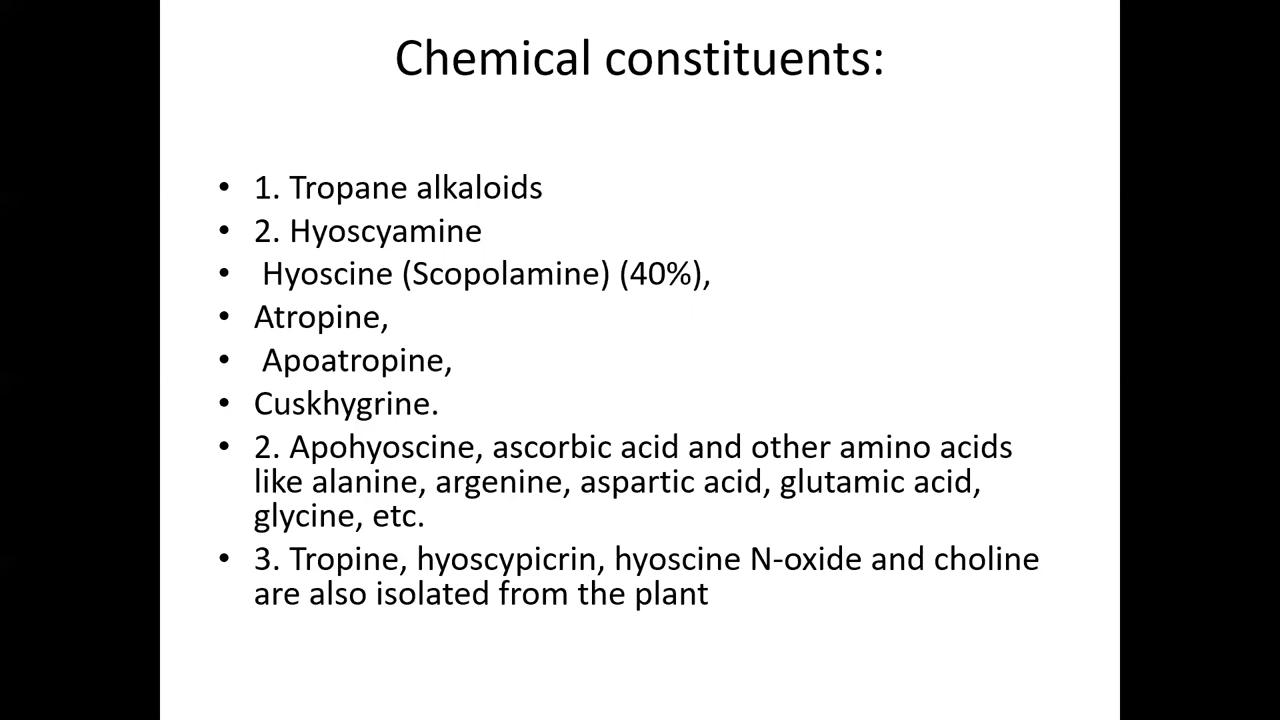 Chemical constituents:
• 1. Tropane alkaloids
• 2. Hyoscyamine
• Hyoscine (Scopolamine) (40%),
• Atropine,
• Apoatropine,
• Cuskhygrine.
• 2. Apohyoscine, ascorbic acid and other amino acids
like alanine, argenine, aspartic acid, glutamic acid,
glycine, etc.
• 3. Tropine, hyoscypicrin, hyoscine N-oxide and choline
are also isolated from the plant